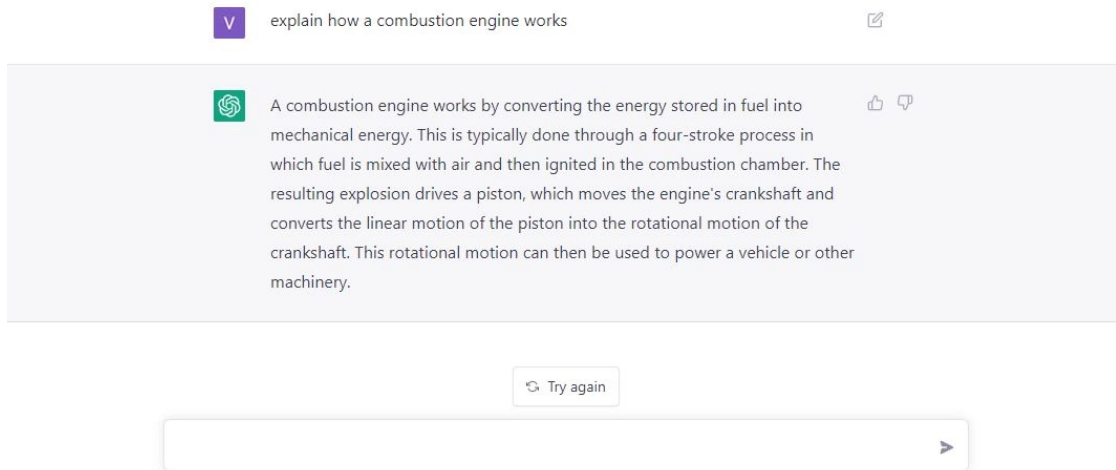 V
explain how a combustion engine works
A combustion engine works by converting the energy stored in fuel into
mechanical energy. This is typically done through a four-stroke process in
which fuel is mixed with air and then ignited in the combustion chamber. The
resulting explosion drives a piston, which moves the engine's crankshaft and
converts the linear motion of the piston into the rotational motion of the
crankshaft. This rotational motion can then be used to power a vehicle or other
machinery.
Try again